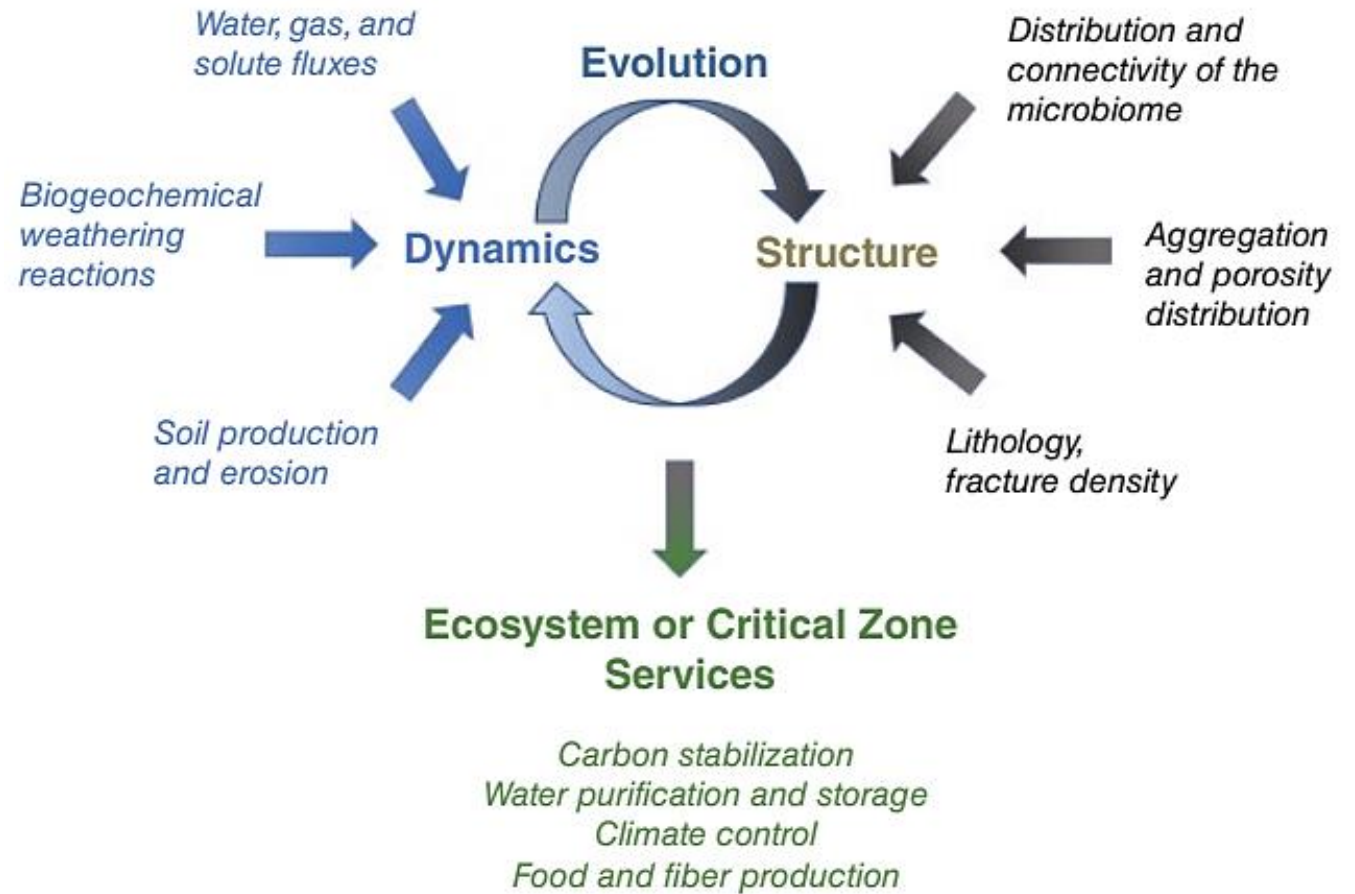 Water, gas, and
solute fluxes
Evolution
Distribution and
connectivity of the
microbiome
Biogeochemical
weathering
reactions
Dynamics
Structure
Aggregation
and porosity
distribution
Soil production
and erosion
Lithology,
fracture density
Ecosystem or Critical Zone
Services
Carbon stabilization
Water purification and storage
Climate control
Food and fiber production